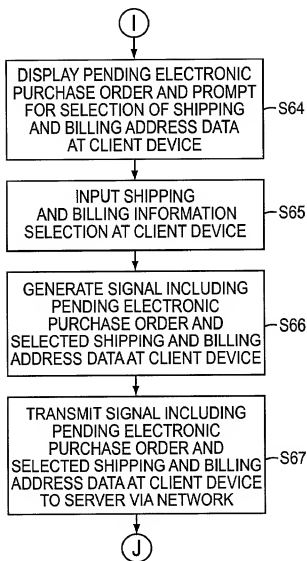 I
DISPLAY PENDING ELECTRONIC
PURCHASE ORDER AND PROMPT
FOR SELECTION OF SHIPPING
AND BILLING ADDRESS DATA
AT CLIENT DEVICE
S64
INPUT SHIPPING
AND BILLING INFORMATION
SELECTION AT CLIENT DEVICE
S65
GENERATE SIGNAL INCLUDING
PENDING ELECTRONIC
PURCHASE ORDER AND
SELECTED SHIPPING AND BILLING
ADDRESS DATA AT CLIENT DEVICE
S66
TRANSMIT SIGNAL INCLUDING
PENDING ELECTRONIC
PURCHASE ORDER AND
SELECTED SHIPPING AND BILLING
ADDRESS DATA AT CLIENT DEVICE
TO SERVER VIA NETWORK
S67
J